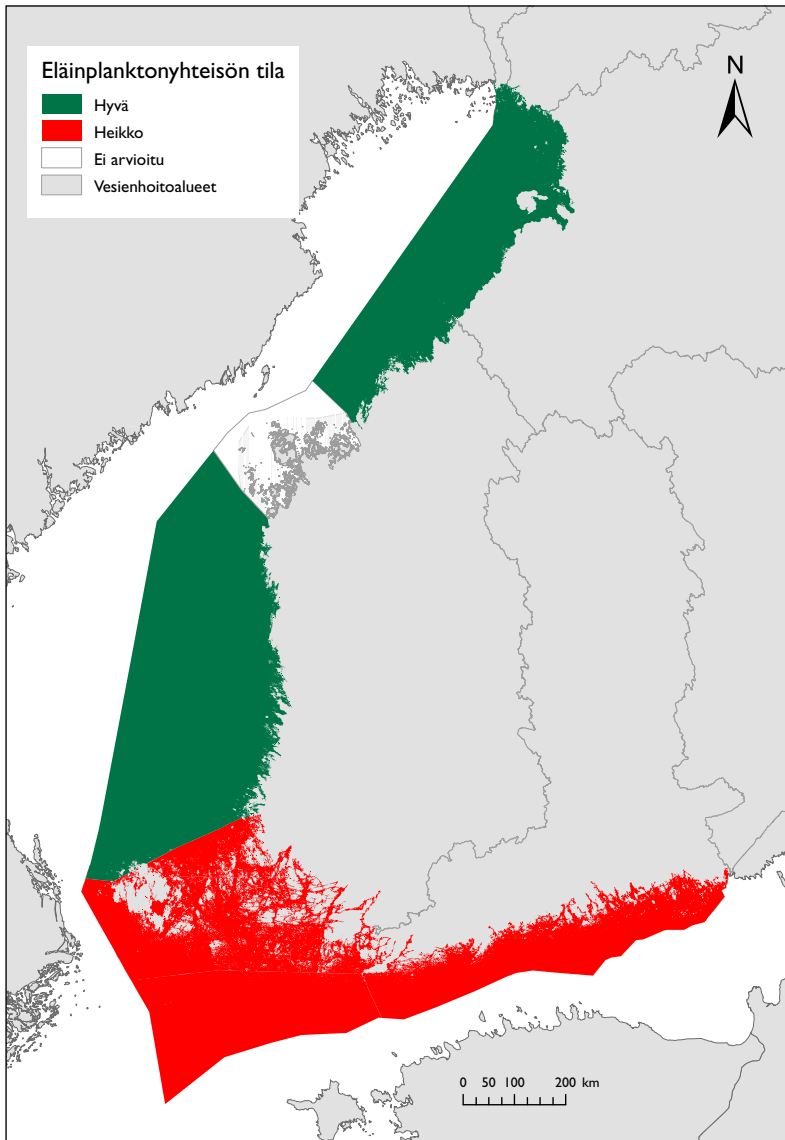 Eläinplanktonyhteisön tila
Hyvä
Heikko
Ei arvioitu
Vesienhoitoalueet
N
0 50 100 200 km